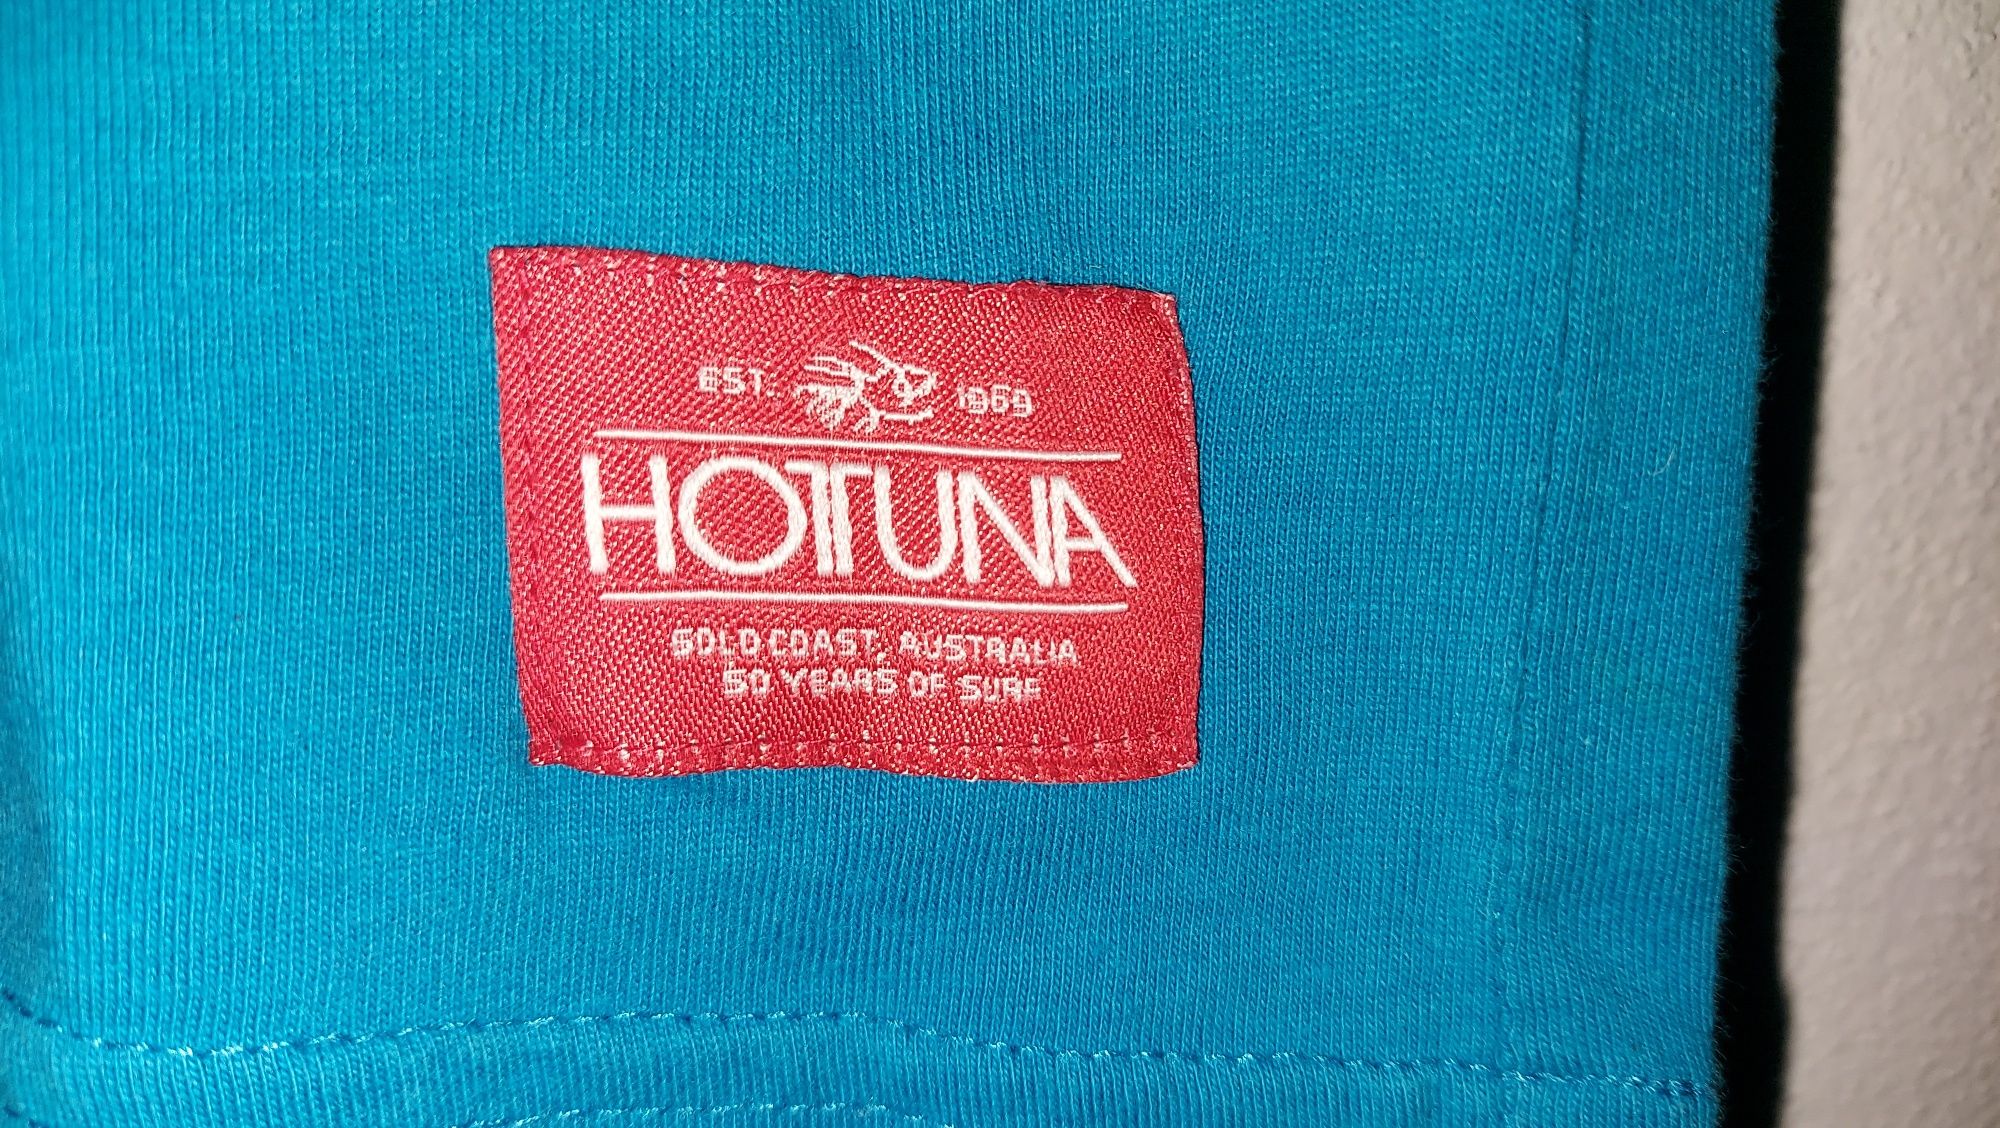 EST. 1969
HOTTUNA
GOLD COAST, AUSTRALIA
50 YEARS OF SURF